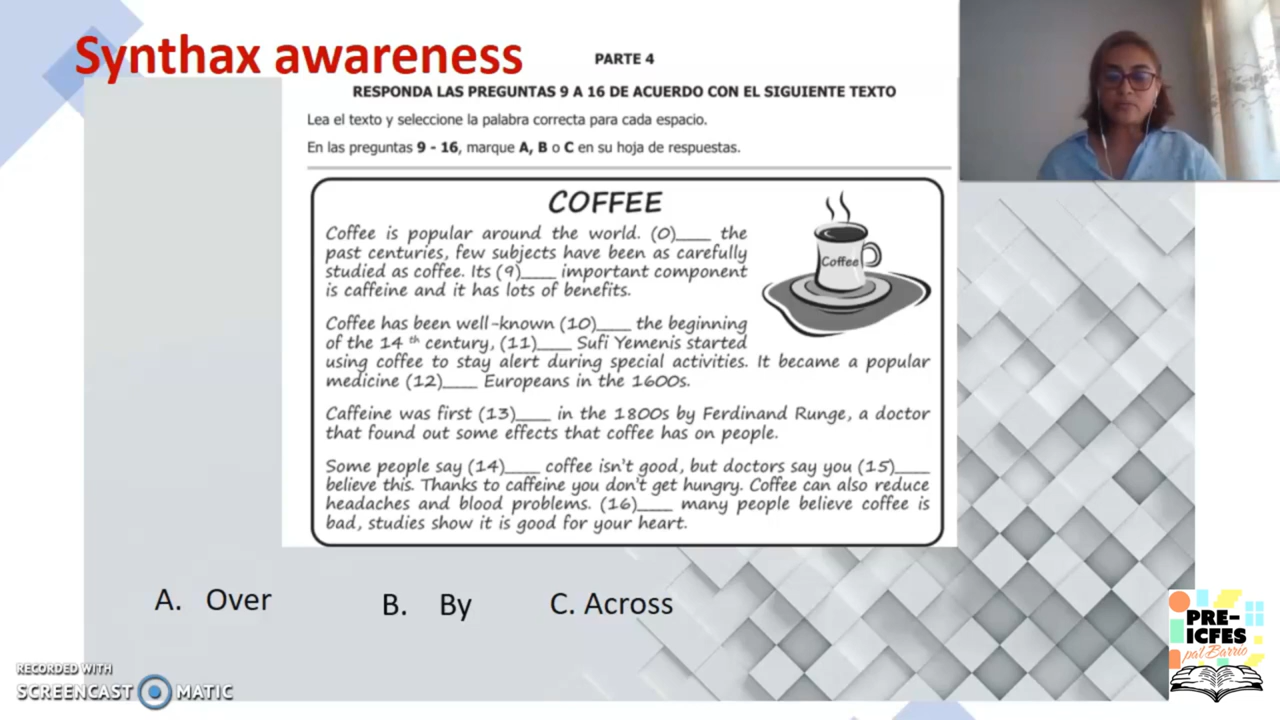 Synthax awareness
PARTE 4
RESPONDA LAS PREGUNTAS 9 A 16 DE ACUERDO CON EL SIGUIENTE TEXTO
Lea el texto y seleccione la palabra correcta para cada espacio.
En las preguntas 9 - 16, marque A, B o C en su hoja de respuestas.
COFFEE
Coffee is popular around the world. (0)____ the
past centuries, few subjects have been as carefully
studied as coffee. Its (9)____ important component
is caffeine and it has lots of benefits.
Coffee
Coffee has been well-known (10)____ the beginning
of the 14 th century, (11)____ Sufi Yemenis started
using coffee to stay alert during special activities. It became a popular
medicine (12)____ Europeans in the 1600s.
Caffeine was first (13)____ in the 1800s by Ferdinand Runge, a doctor
that found out some effects that coffee has on people.
Some people say (14)____ coffee isn't good, but doctors say you (15)____
believe this. Thanks to caffeine you don't get hungry. Coffee can also reduce
headaches and blood problems. (16)____ many people believe coffee is
bad, studies show it is good for your heart.
A. Over
B. By
C. Across
PRE-
ICFES
pa'l Barrio
RECORDED WITH
SCREENCAST MATIC